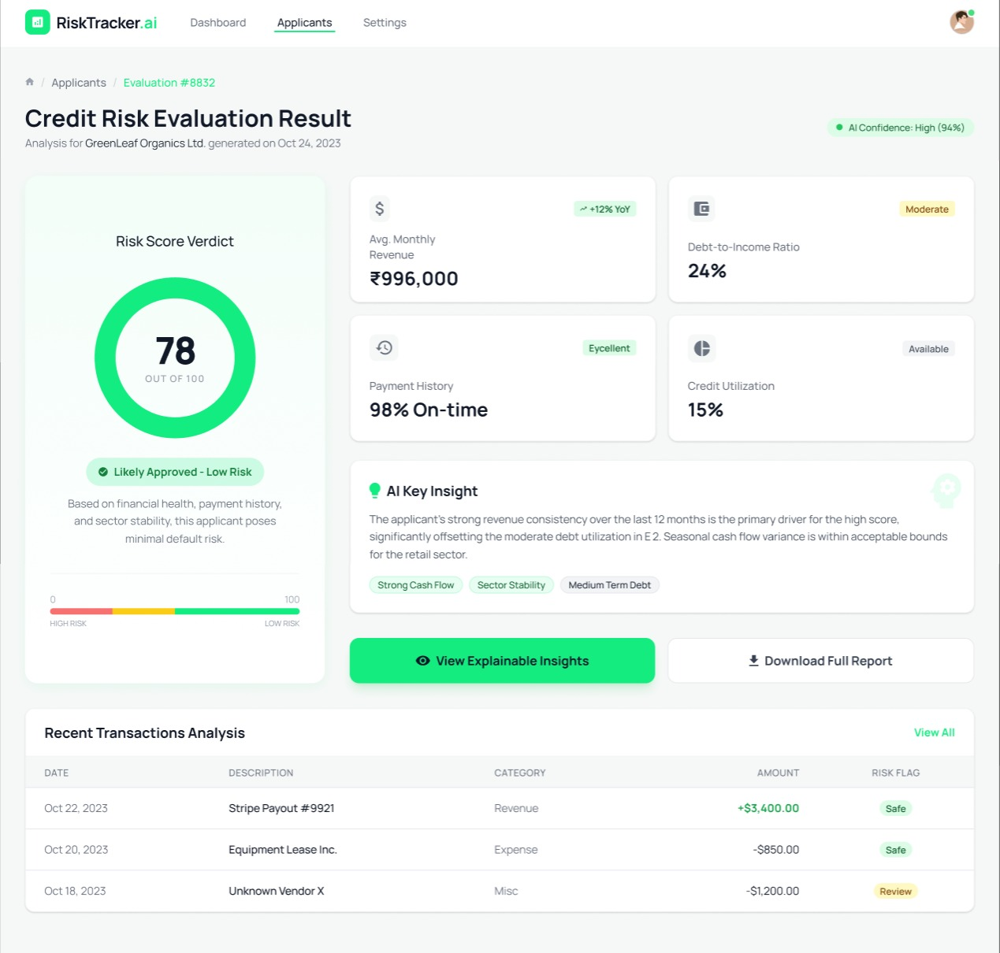 RiskTracker.ai
Dashboard
Applicants
Settings
/ Applicants / Evaluation #8832
Credit Risk Evaluation Result
Analysis for GreenLeaf Organics Ltd. generated on Oct 24, 2023
AI Confidence: High (94%)
Risk Score Verdict
78
OUT OF 100
Likely Approved - Low Risk
Based on financial health, payment history,
and sector stability, this applicant poses
minimal default risk.
0 100
HIGH RISK LOW RISK
$
+12% YoY
Avg. Monthly
Revenue
₹996,000
Moderate
Debt-to-Income Ratio
24%
Eycellent
Payment History
98% On-time
Available
Credit Utilization
15%
AI Key Insight
The applicant's strong revenue consistency over the last 12 months is the primary driver for the high score,
significantly offsetting the moderate debt utilization in E 2. Seasonal cash flow variance is within acceptable bounds
for the retail sector.
Strong Cash Flow
Sector Stability
Medium Term Debt
View Explainable Insights
Download Full Report
Recent Transactions Analysis
View All
DATE DESCRIPTION CATEGORY AMOUNT RISK FLAG
Oct 22, 2023 Stripe Payout #9921 Revenue +$3,400.00 Safe
Oct 20, 2023 Equipment Lease Inc. Expense -$850.00 Safe
Oct 18, 2023 Unknown Vendor X Misc -$1,200.00 Review